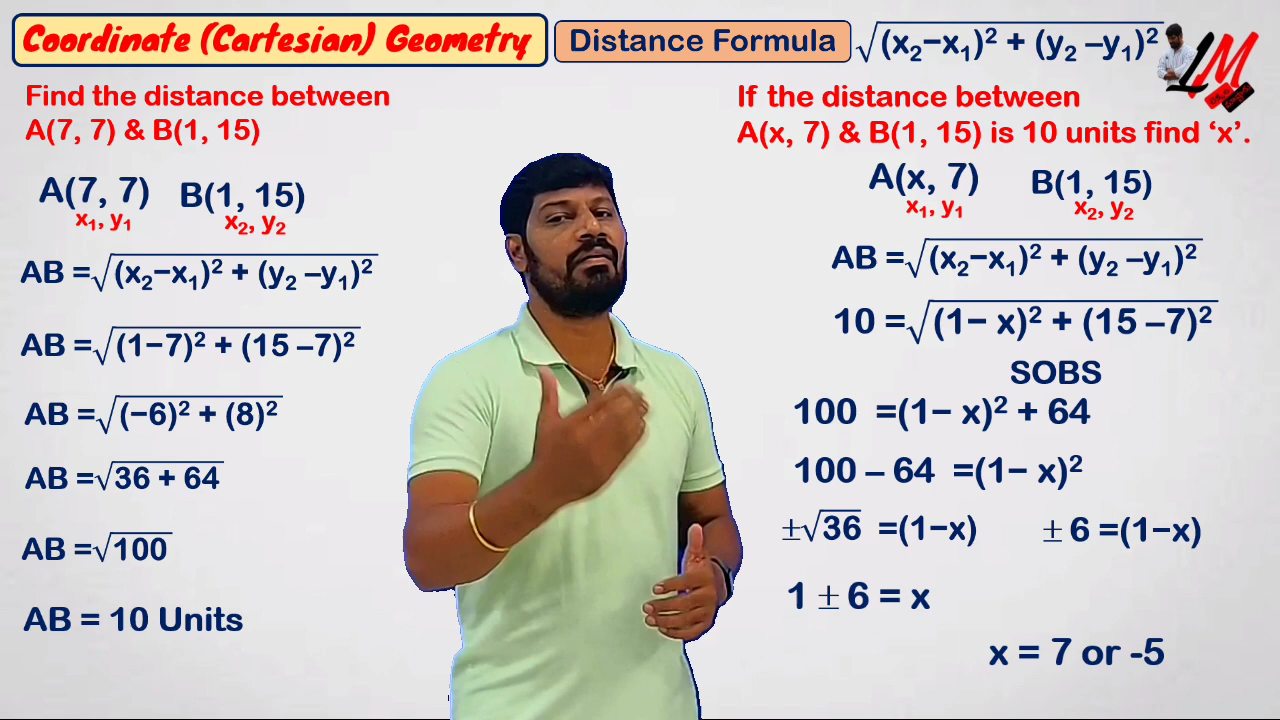 Coordinate (Cartesian) Geometry
Distance Formula
√(x₂−x₁)² + (y₂ –y₁)²
LM
Find the distance between
A(7, 7) & B(1, 15)
A(7, 7) B(1, 15)
x₁, y₁ x₂, y₂
AB =√(x₂−x₁)² + (y₂ –y₁)²
AB =√(1−7)² + (15 –7)²
AB =√(−6)² + (8)²
AB =√36 + 64
AB =√100
AB = 10 Units
If the distance between
A(x, 7) & B(1, 15) is 10 units find ‘x’.
A(x, 7) B(1, 15)
x₁, y₁ x₂, y₂
AB =√(x₂−x₁)² + (y₂ –y₁)²
10 =√(1− x)² + (15 –7)²
SOBS
100 =(1− x)² + 64
100 – 64 =(1− x)²
±√36 =(1−x) ± 6 =(1−x)
1 ± 6 = x
x = 7 or -5